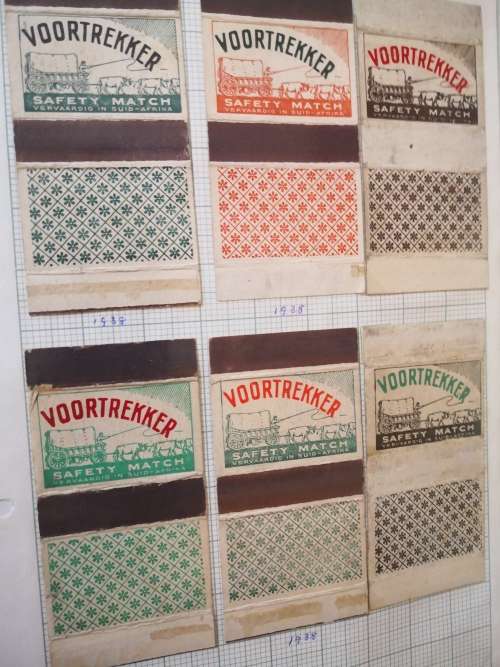 VOORTREKKER
SAFETY MATCH
VERVAARDIG IN SUID-AFRIKA
VOORTREKKER
SAFETY MATCH
VERVAARDIG IN SUID-AFRIKA
VOORTREKKER
SAFETY MATCH
VERVAARDIG IN SUID-AFRIKA
1938
1938
VOORTREKKER
SAFETY MATCH
VERVAARDIG IN SUID-AFRIKA
VOORTREKKER
SAFETY MATCH
VERVAARDIG IN SUID-AFRIKA
VOORTREKKER
SAFETY MATCH
VERVAARDIG IN SUID-AFRIKA
1938